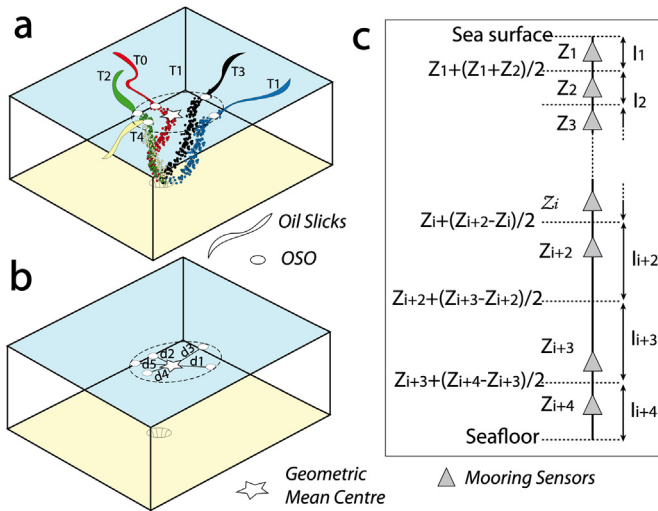 a
T0
T2
T1
T3
T1
T4
Oil Slicks
OSO
b
d2
d3
d1
d5
d4
Geometric
Mean Centre
c
Sea surface
Z1
I1
Z1+(Z1+Z2)/2
Z2
I2
Z3
Zi
Zi+(Zi+2-Zi)/2
Zi+2
Ii+2
Zi+2+(Zi+3-Zi+2)/2
Zi+3
Ii+3
Zi+3+(Zi+4-Zi+3)/2
Zi+4
Ii+4
Seafloor
Mooring Sensors